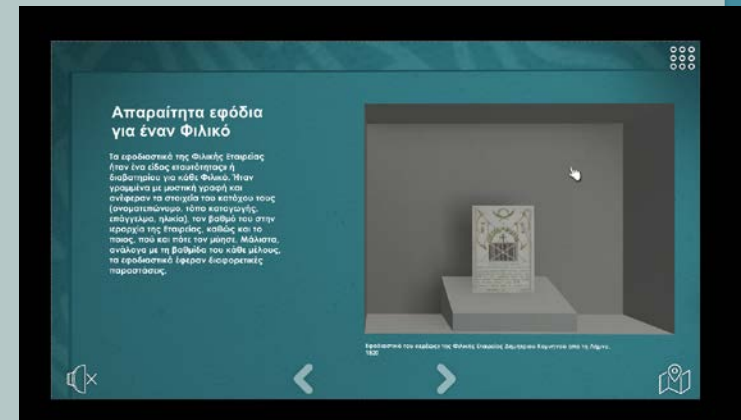 Απαραίτητα εφόδια
για έναν Φιλικό
Τα εφοδιαστικά της Φιλικής Εταιρείας
ήταν ένα είδος «ταυτότητας» ή
διαβατηρίου για κάθε Φιλικό. Ήταν
γραμμένα με μυστική γραφή και
ανέφεραν τα στοιχεία του κατόχου τους
(ονοματεπώνυμο, τόπο καταγωγής,
επάγγελμα, ηλικία), τον βαθμό του στην
ιεραρχία της Εταιρείας, καθώς και το
ποιος, πού και πότε τον μύησε. Μάλιστα,
ανάλογα με τη βαθμίδα του κάθε μέλους,
τα εφοδιαστικά έφεραν διαφορετικές
παραστάσεις.
Εφοδιαστικό του της Φιλικής Εταιρείας από τη
1820